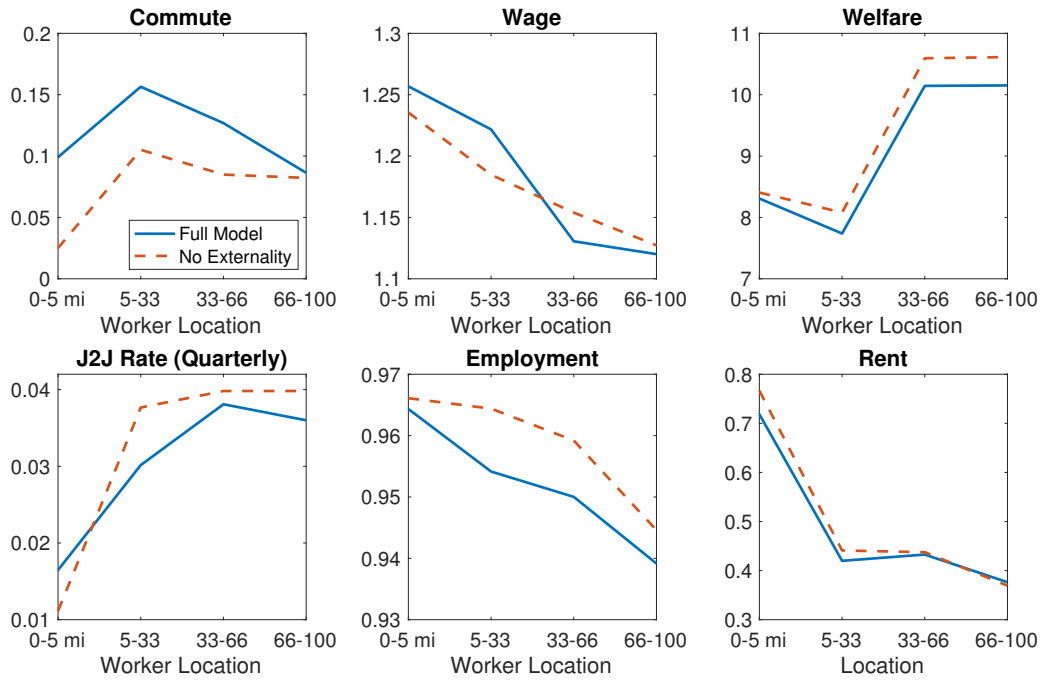 Commute
0.2
0.15
0.1
0.05
0
Full Model
No Externality
0-5 mi 5-33 33-66 66-100
Worker Location
Wage
1.3
1.25
1.2
1.15
1.1
0-5 mi 5-33 33-66 66-100
Worker Location
Welfare
11
10
9
8
7
0-5 mi 5-33 33-66 66-100
Worker Location
J2J Rate (Quarterly)
0.04
0.03
0.02
0.01
0-5 mi 5-33 33-66 66-100
Worker Location
Employment
0.97
0.96
0.95
0.94
0.93
0-5 mi 5-33 33-66 66-100
Worker Location
Rent
0.8
0.7
0.6
0.5
0.4
0.3
0-5 mi 5-33 33-66 66-100
Location